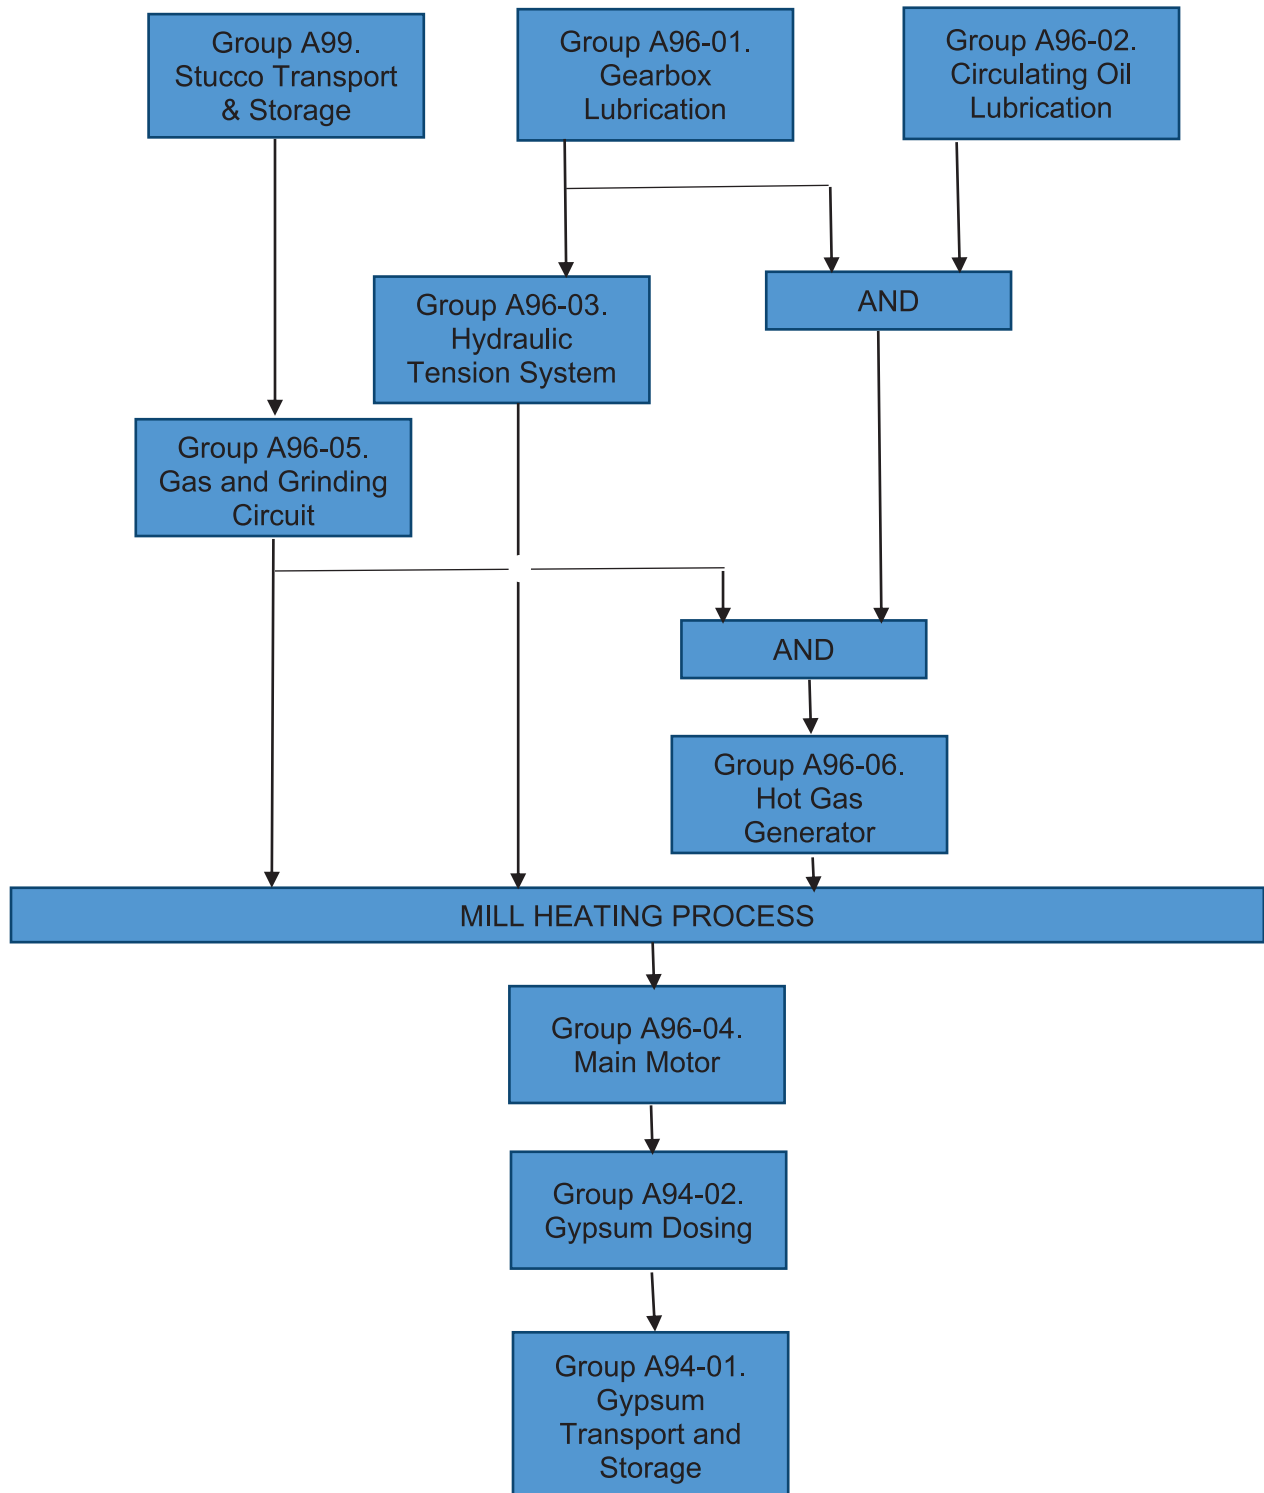 Group A99.
Stucco Transport
& Storage
Group A96-01.
Gearbox
Lubrication
Group A96-02.
Circulating Oil
Lubrication
Group A96-03.
Hydraulic
Tension System
AND
Group A96-05.
Gas and Grinding
Circuit
AND
Group A96-06.
Hot Gas
Generator
MILL HEATING PROCESS
Group A96-04.
Main Motor
Group A94-02.
Gypsum Dosing
Group A94-01.
Gypsum
Transport and
Storage